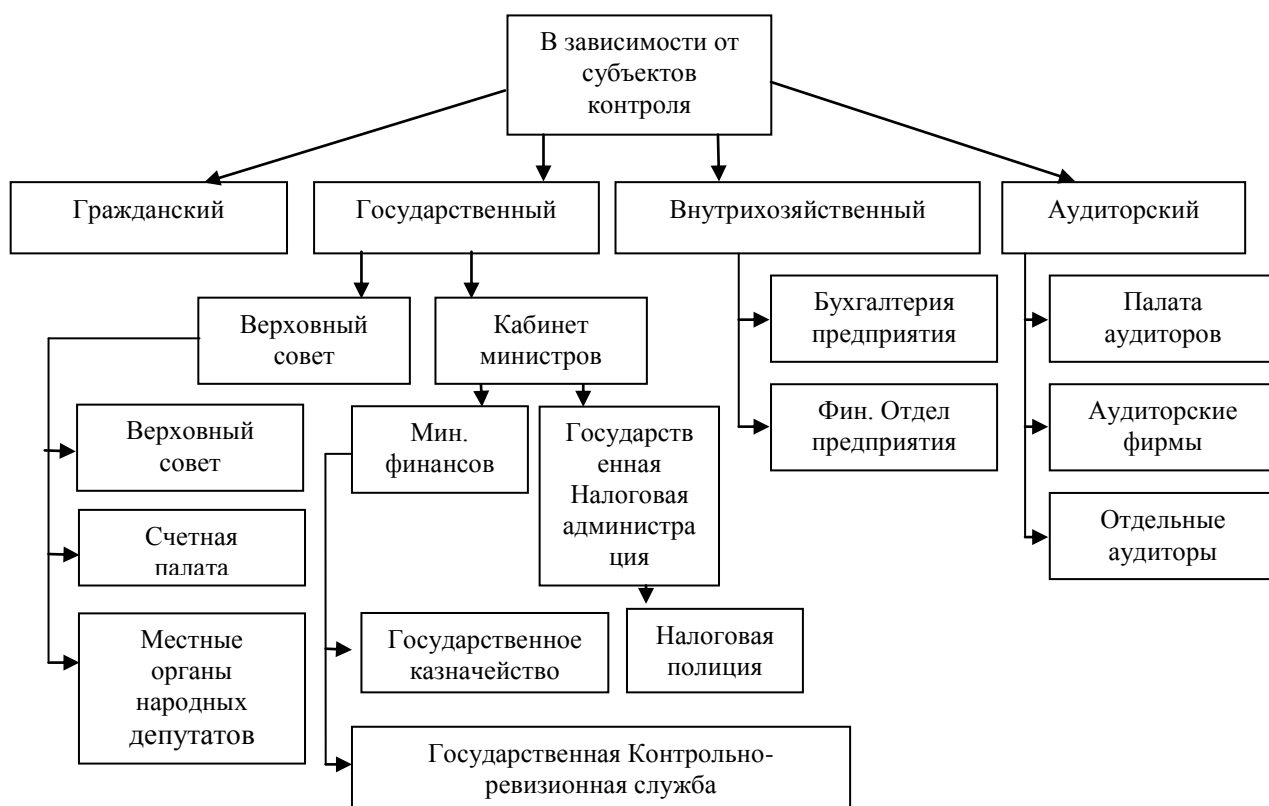 В зависимости от
субъектов
контроля
Гражданский
Государственный
Внутрихозяйственный
Аудиторский
Верховный
совет
Кабинет
министров
Бухгалтерия
предприятия
Палата
аудиторов
Верховный
совет
Мин.
финансов
Государств
енная
Налоговая
администра
ция
Фин. Отдел
предприятия
Аудиторские
фирмы
Счетная
палата
Отдельные
аудиторы
Местные
органы
народных
депутатов
Государственное
казначейство
Налоговая
полиция
Государственная Контрольно-
ревизионная служба